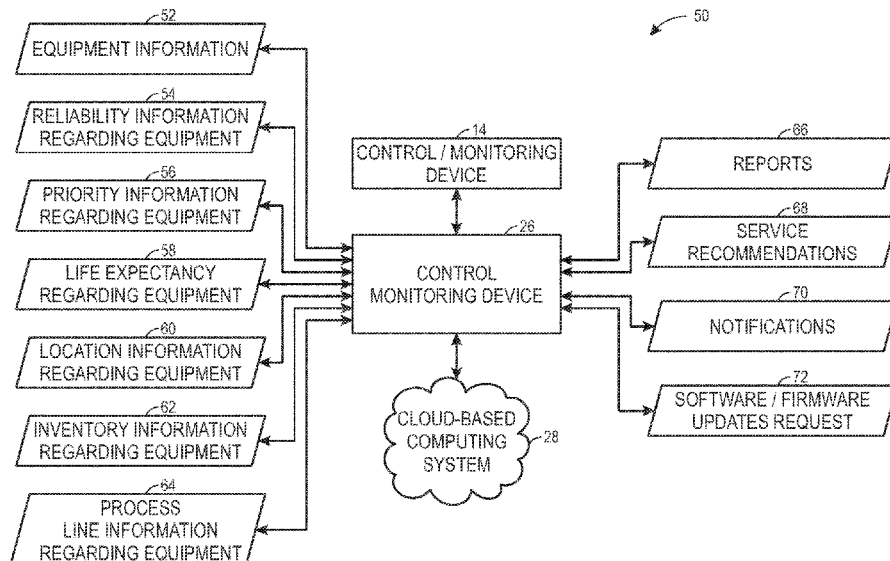 50
52
EQUIPMENT INFORMATION
54
RELIABILITY INFORMATION
REGARDING EQUIPMENT
56
PRIORITY INFORMATION
REGARDING EQUIPMENT
58
LIFE EXPECTANCY
REGARDING EQUIPMENT
60
LOCATION INFORMATION
REGARDING EQUIPMENT
62
INVENTORY INFORMATION
REGARDING EQUIPMENT
64
PROCESS
LINE INFORMATION
REGARDING EQUIPMENT
14
CONTROL / MONITORING
DEVICE
26
CONTROL
MONITORING DEVICE
CLOUD-BASED
COMPUTING
SYSTEM
28
66
REPORTS
68
SERVICE
RECOMMENDATIONS
70
NOTIFICATIONS
72
SOFTWARE / FIRMWARE
UPDATES REQUEST